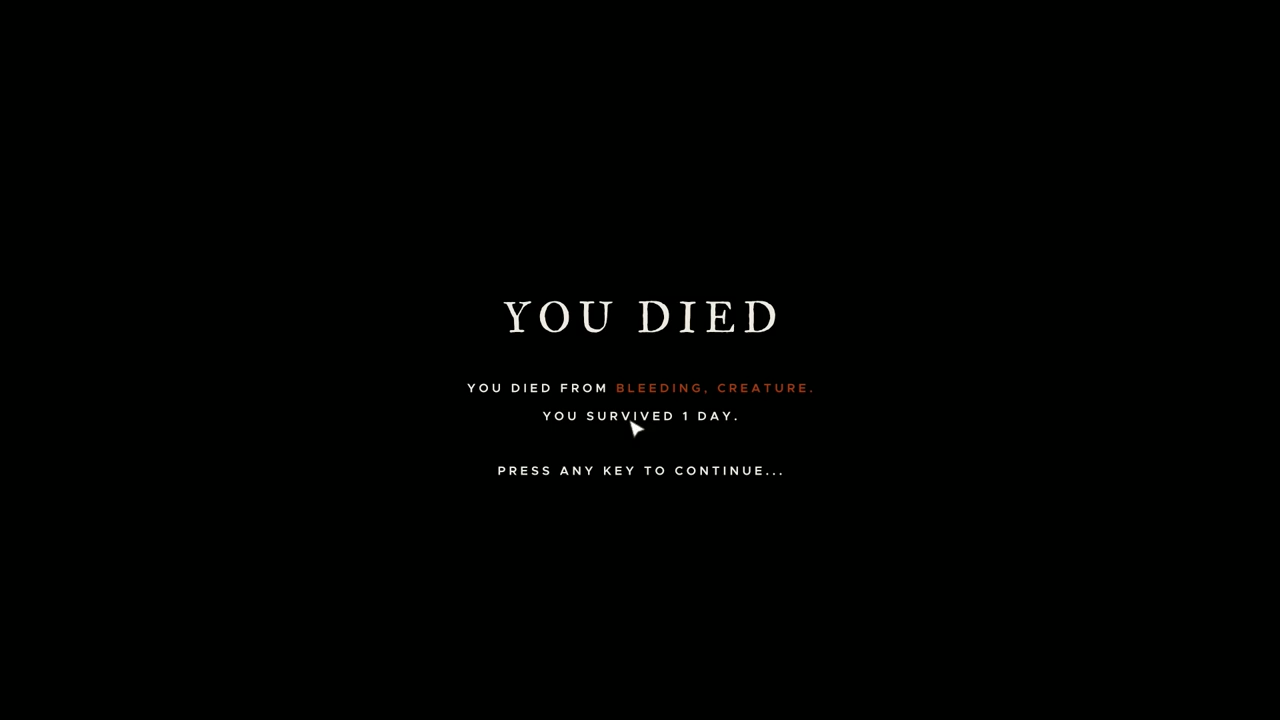 YOU DIED
YOU DIED FROM BLEEDING, CREATURE.
YOU SURVIVED 1 DAY.
PRESS ANY KEY TO CONTINUE...